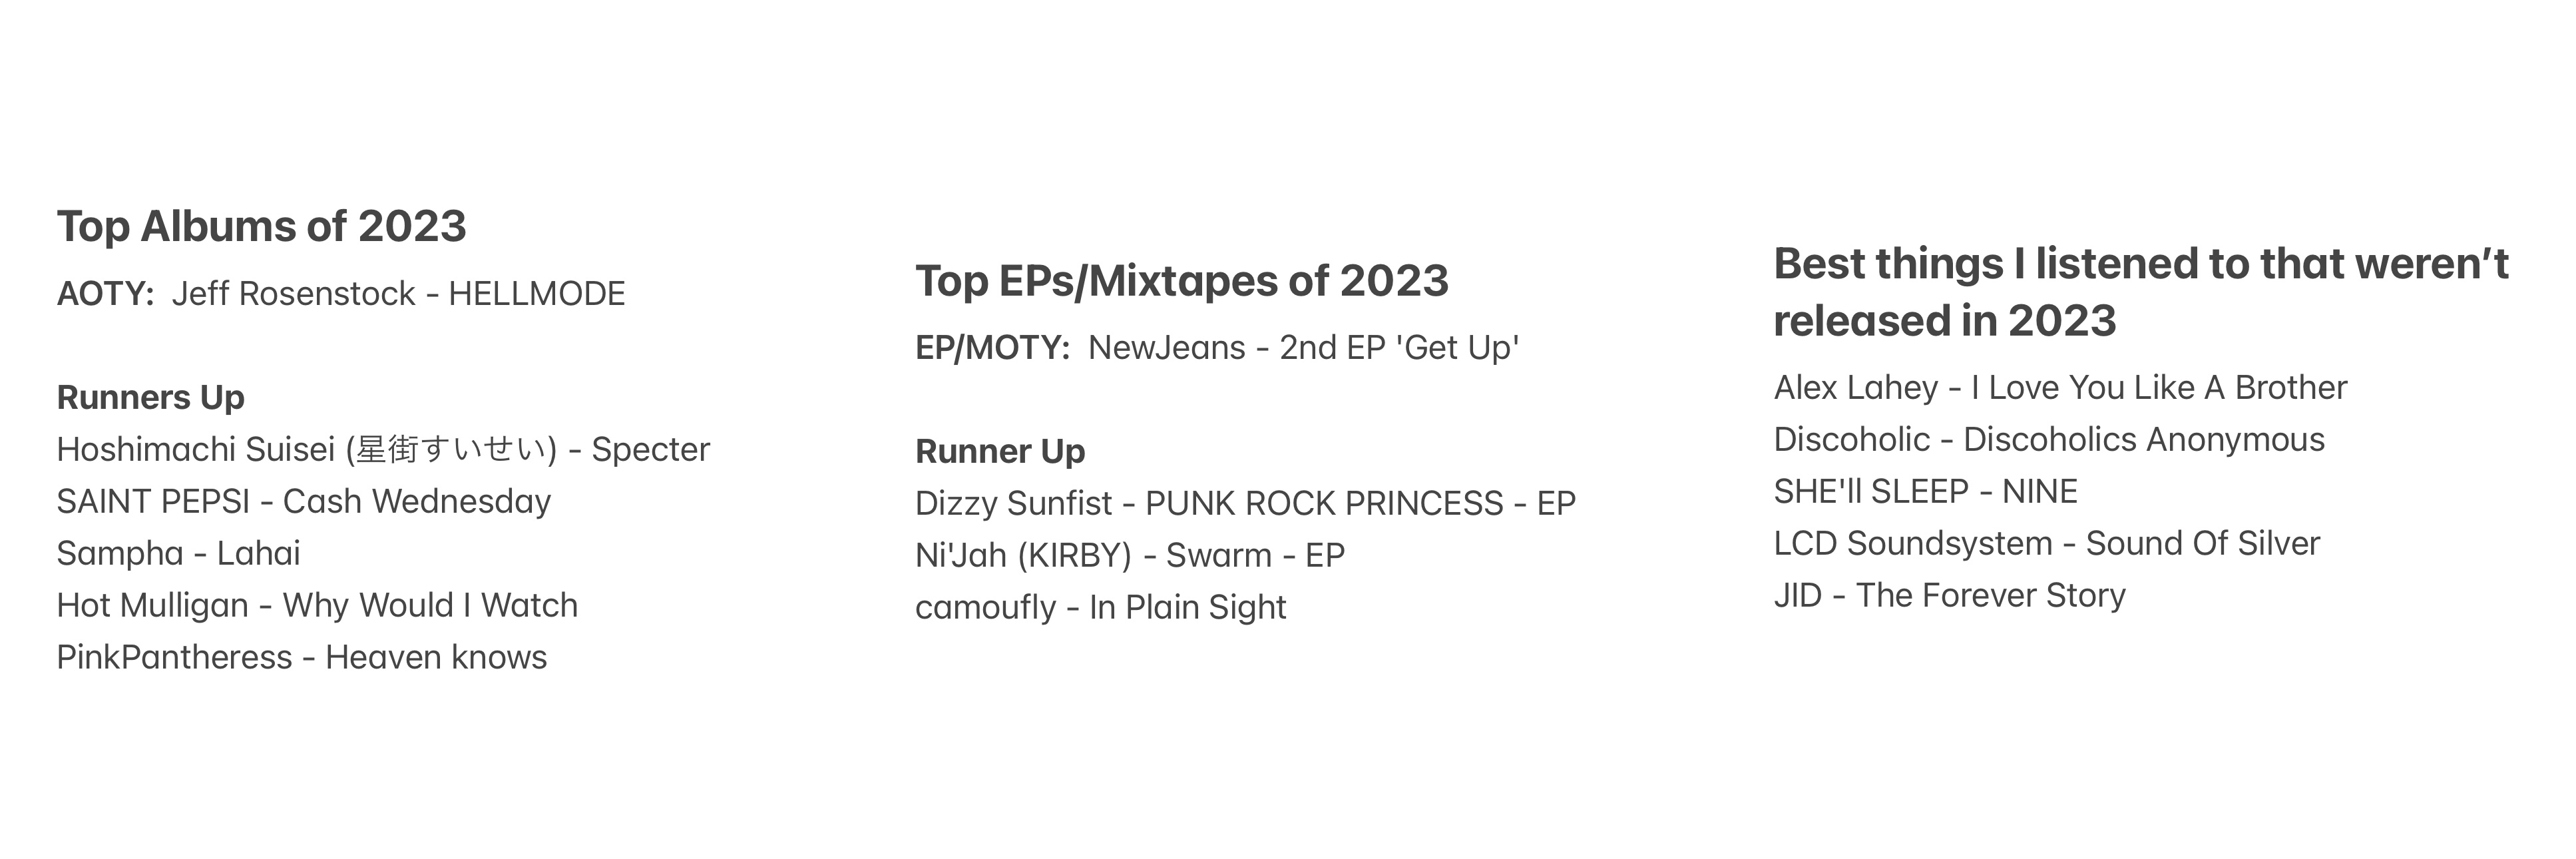 Top Albums of 2023
AOTY: Jeff Rosenstock - HELLMODE
Runners Up
Hoshimachi Suisei (星街すいせい) - Specter
SAINT PEPSI - Cash Wednesday
Sampha - Lahai
Hot Mulligan - Why Would I Watch
PinkPantheress - Heaven knows
Top EPs/Mixtapes of 2023
EP/MOTY: NewJeans - 2nd EP 'Get Up'
Runner Up
Dizzy Sunfist - PUNK ROCK PRINCESS - EP
Ni'Jah (KIRBY) - Swarm - EP
camoufly - In Plain Sight
Best things I listened to that weren’t
released in 2023
Alex Lahey - I Love You Like A Brother
Discoholic - Discoholics Anonymous
SHE'll SLEEP - NINE
LCD Soundsystem - Sound Of Silver
JID - The Forever Story